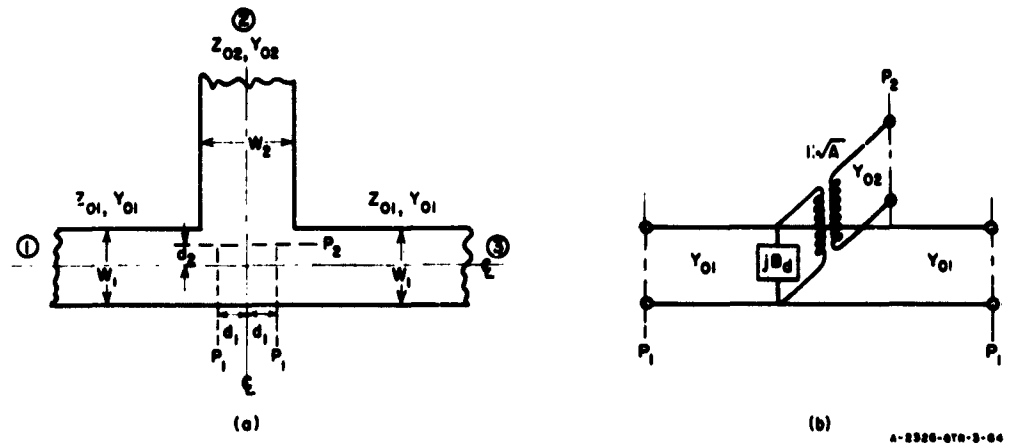 ②
Z02, Y02
W2
Z01, Y01
Z01, Y01
①
③
d2
P2
W1
W1
℄
d1
d1
P1
P1
℄
(a)
P2
1:√A
Y02
Y01
jBd
Y01
P1
P1
(b)
A-2326-QTR-3-64